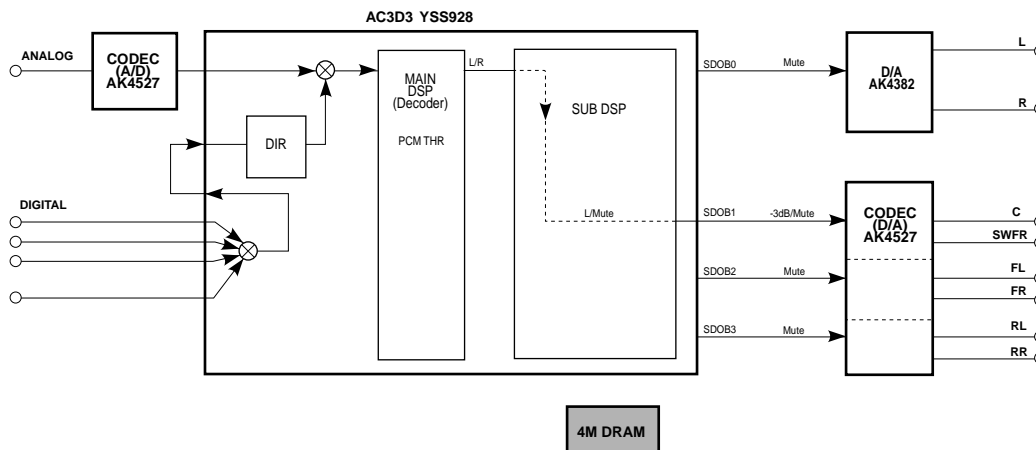 AC3D3 YSS928
ANALOG
CODEC
(A/D)
AK4527
MAIN
DSP
(Decoder)
PCM THR
L/R
SUB DSP
DIR
DIGITAL
L/Mute
SDOB0
Mute
D/A
AK4382
L
R
SDOB1
-3dB/Mute
CODEC
(D/A)
AK4527
C
SWFR
SDOB2
Mute
FL
FR
SDOB3
Mute
RL
RR
4M DRAM